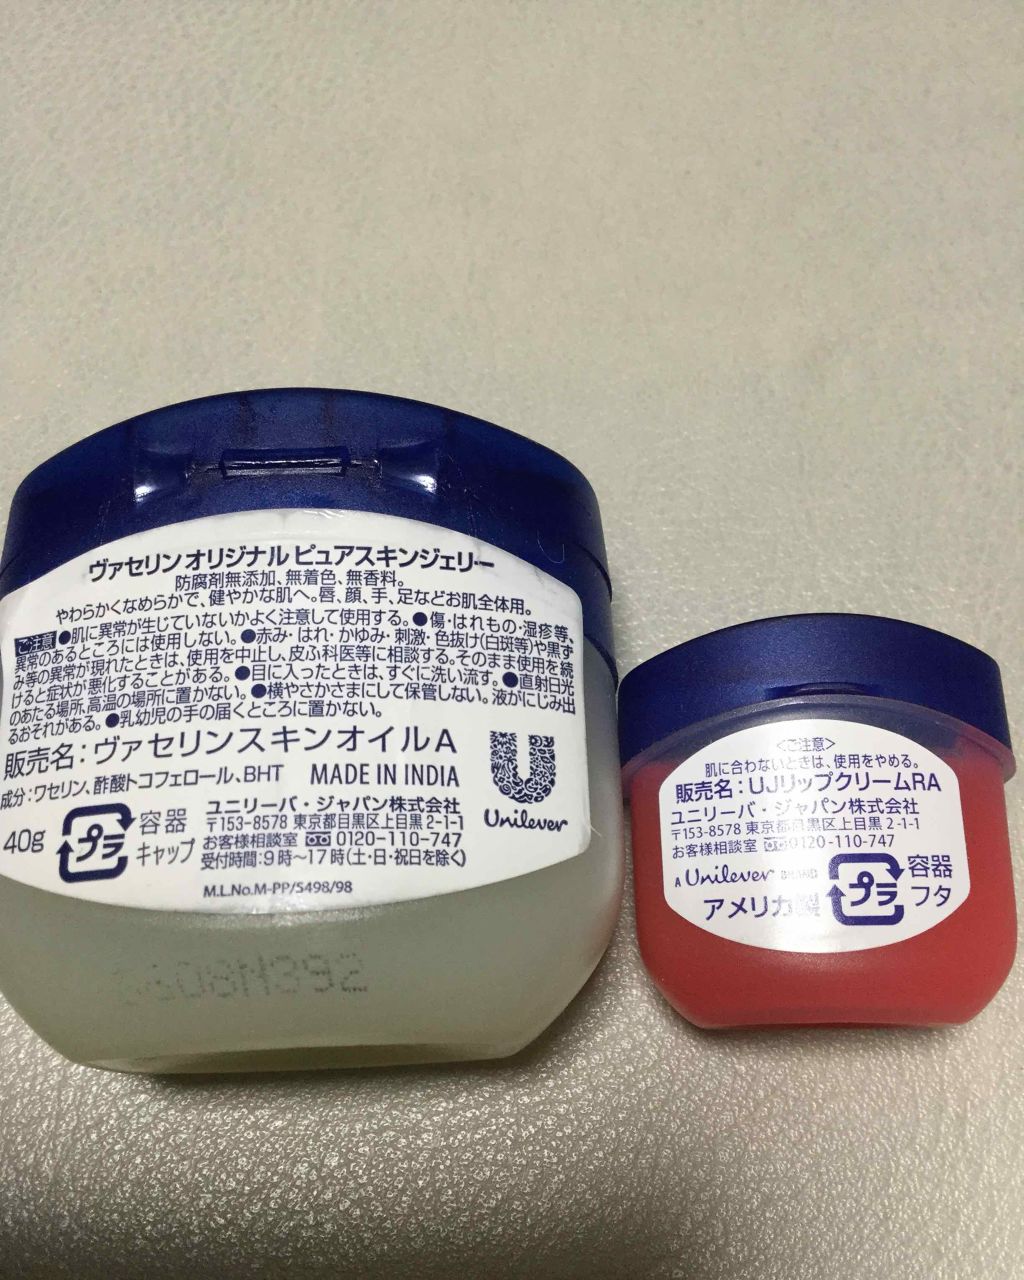 ヴァセリン オリジナル ピュアスキンジェリー
防腐剤無添加、無着色、無香料。
やわらかくなめらかで、健やかな肌へ。唇、顔、手、足などお肌全体用。
ご注意 ●肌に異常が生じていないかよく注意して使用する。●傷・はれもの・湿疹等、
異常のあるところには使用しない。●赤み・はれ・かゆみ・刺激・色抜け(白斑等)や黒ず
み等の異常が現れたときは、使用を中止し、皮ふ科医等に相談する。そのまま使用を続
けると症状が悪化することがある。●目に入ったときは、すぐに洗い流す。●直射日光
のあたる場所、高温の場所に置かない。●横やさかさまにして保管しない。液がにじみ出
るおそれがある。●乳幼児の手の届くところに置かない。
販売名:ヴァセリンスキンオイルA
成分:ワセリン、酢酸トコフェロール、BHT MADE IN INDIA
40g
プラ
容器
キャップ
ユニリーバ・ジャパン株式会社
〒153-8578 東京都目黒区上目黒 2-1-1
お客様相談室 0120-110-747
受付時間:9時〜17時(土・日・祝日を除く)
Unilever
M.L.No.M-PP/5498/98
<ご注意>
肌に合わないときは、使用をやめる。
販売名:UJリップクリームRA
ユニリーバ・ジャパン株式会社
〒153-8578 東京都目黒区上目黒 2-1-1
お客様相談室 0120-110-747
A Unilever BRAND
アメリカ製
プラ
容器
フタ